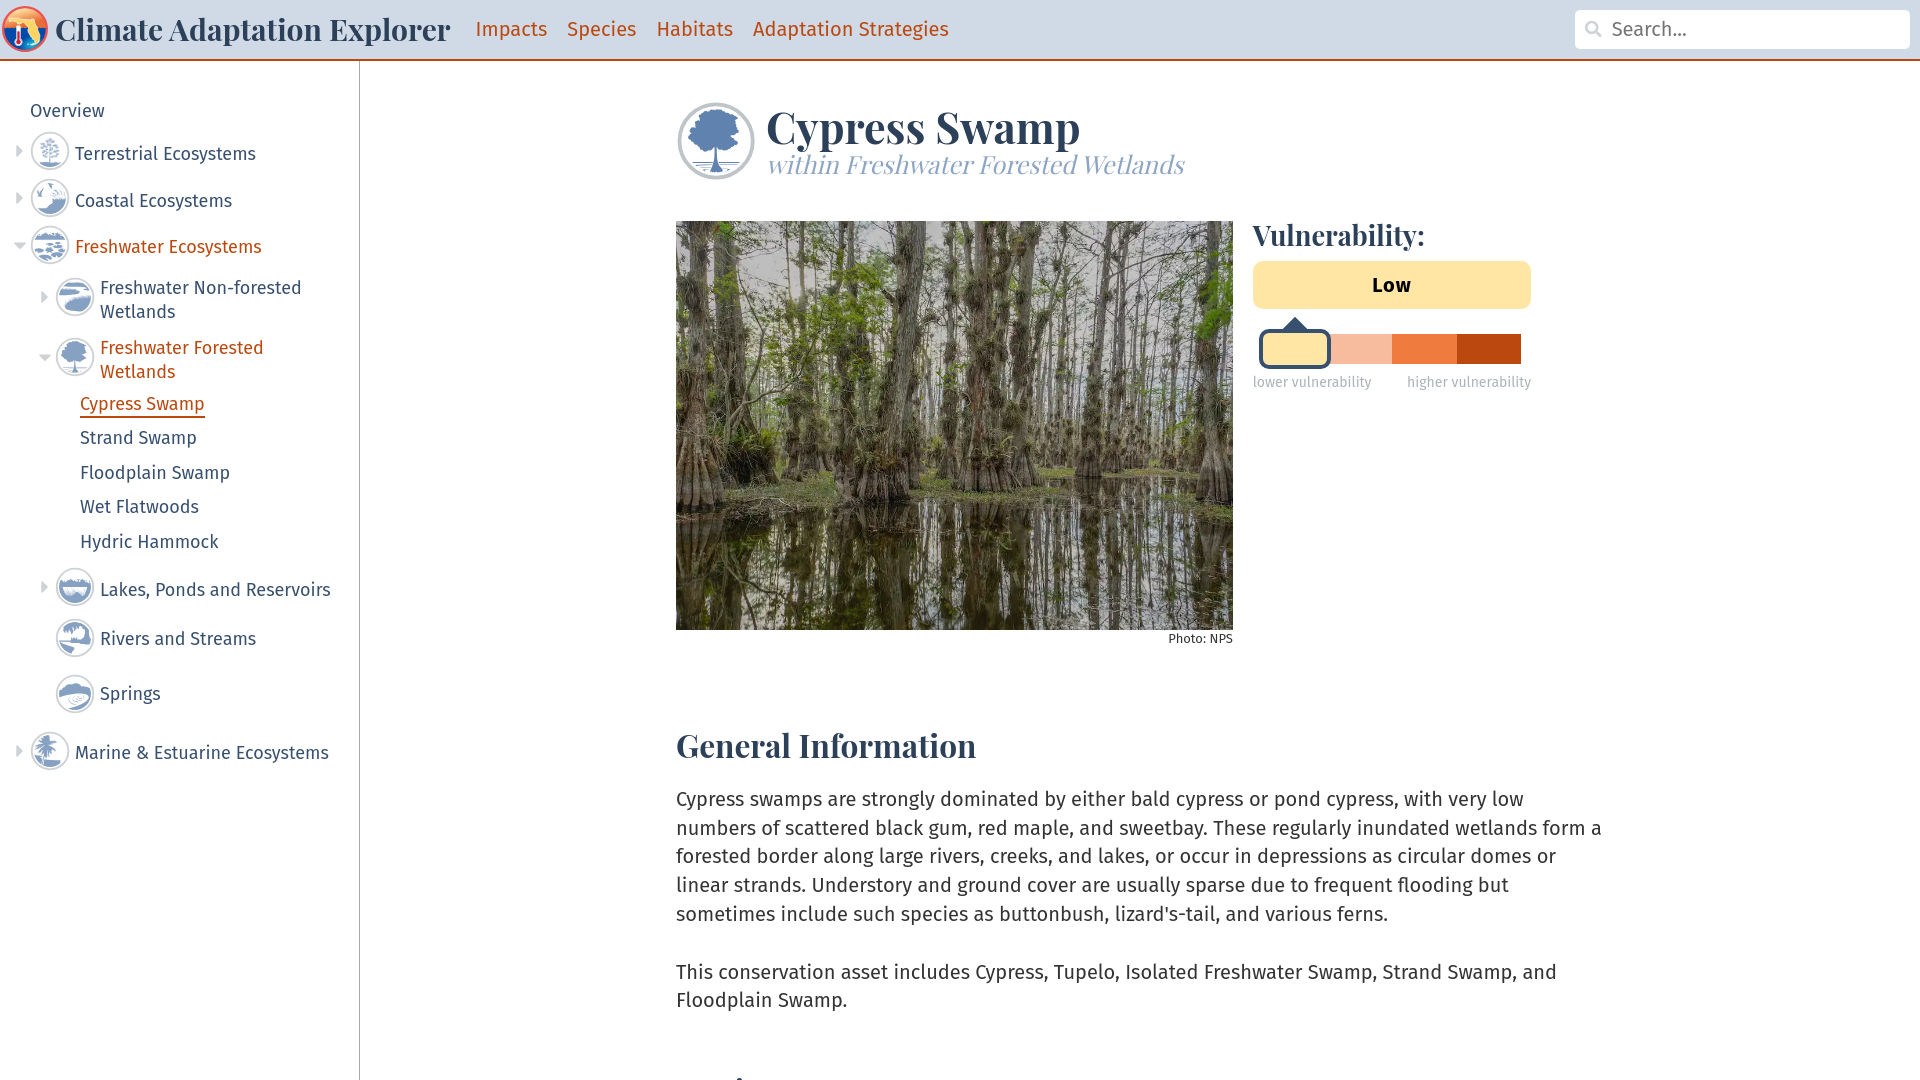 Climate Adaptation Explorer
Impacts
Species
Habitats
Adaptation Strategies
Search...
Overview
Terrestrial Ecosystems
Coastal Ecosystems
Freshwater Ecosystems
Freshwater Non-forested
Wetlands
Freshwater Forested
Wetlands
Cypress Swamp
Strand Swamp
Floodplain Swamp
Wet Flatwoods
Hydric Hammock
Lakes, Ponds and Reservoirs
Rivers and Streams
Springs
Marine & Estuarine Ecosystems
Cypress Swamp
within Freshwater Forested Wetlands
Photo: NPS
Vulnerability:
Low
lower vulnerability
higher vulnerability
General Information
Cypress swamps are strongly dominated by either bald cypress or pond cypress, with very low
numbers of scattered black gum, red maple, and sweetbay. These regularly inundated wetlands form a
forested border along large rivers, creeks, and lakes, or occur in depressions as circular domes or
linear strands. Understory and ground cover are usually sparse due to frequent flooding but
sometimes include such species as buttonbush, lizard's-tail, and various ferns.
This conservation asset includes Cypress, Tupelo, Isolated Freshwater Swamp, Strand Swamp, and
Floodplain Swamp.